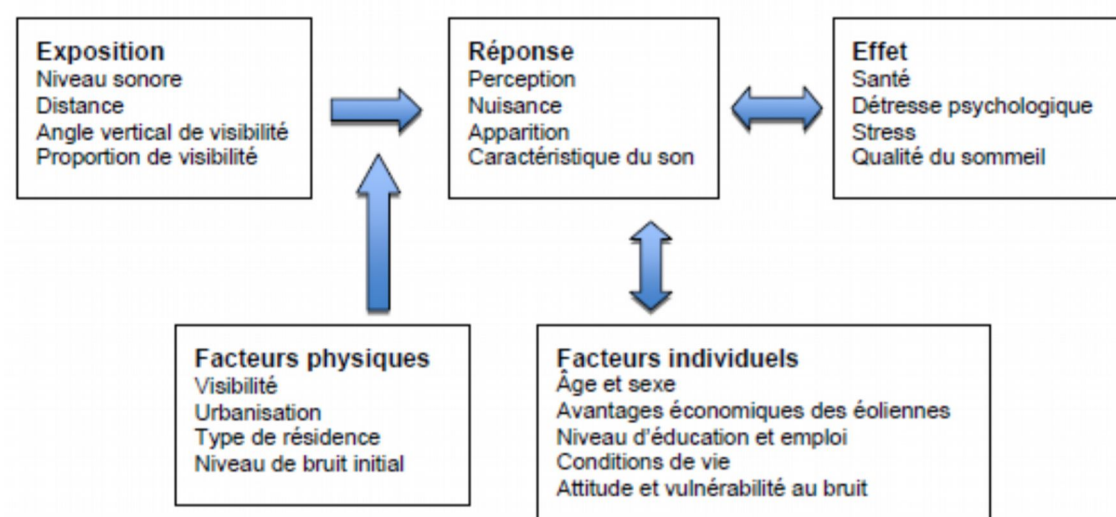 Exposition
Niveau sonore
Distance
Angle vertical de visibilité
Proportion de visibilité
Réponse
Perception
Nuisance
Apparition
Caractéristique du son
Effet
Santé
Détresse psychologique
Stress
Qualité du sommeil
Facteurs physiques
Visibilité
Urbanisation
Type de résidence
Niveau de bruit initial
Facteurs individuels
Âge et sexe
Avantages économiques des éoliennes
Niveau d'éducation et emploi
Conditions de vie
Attitude et vulnérabilité au bruit